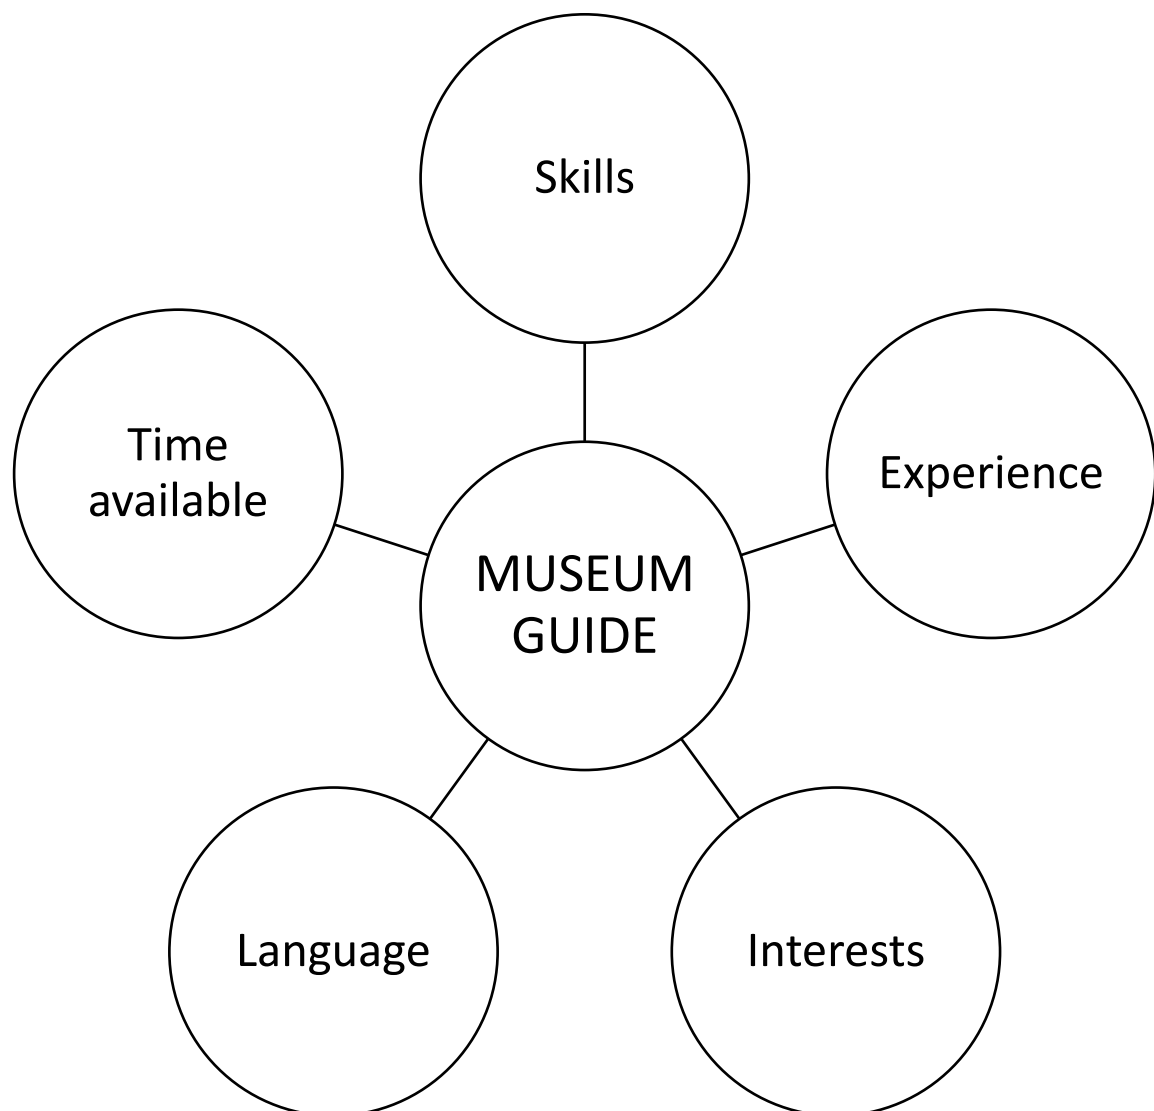 Skills
Time
available
Experience
MUSEUM
GUIDE
Language
Interests